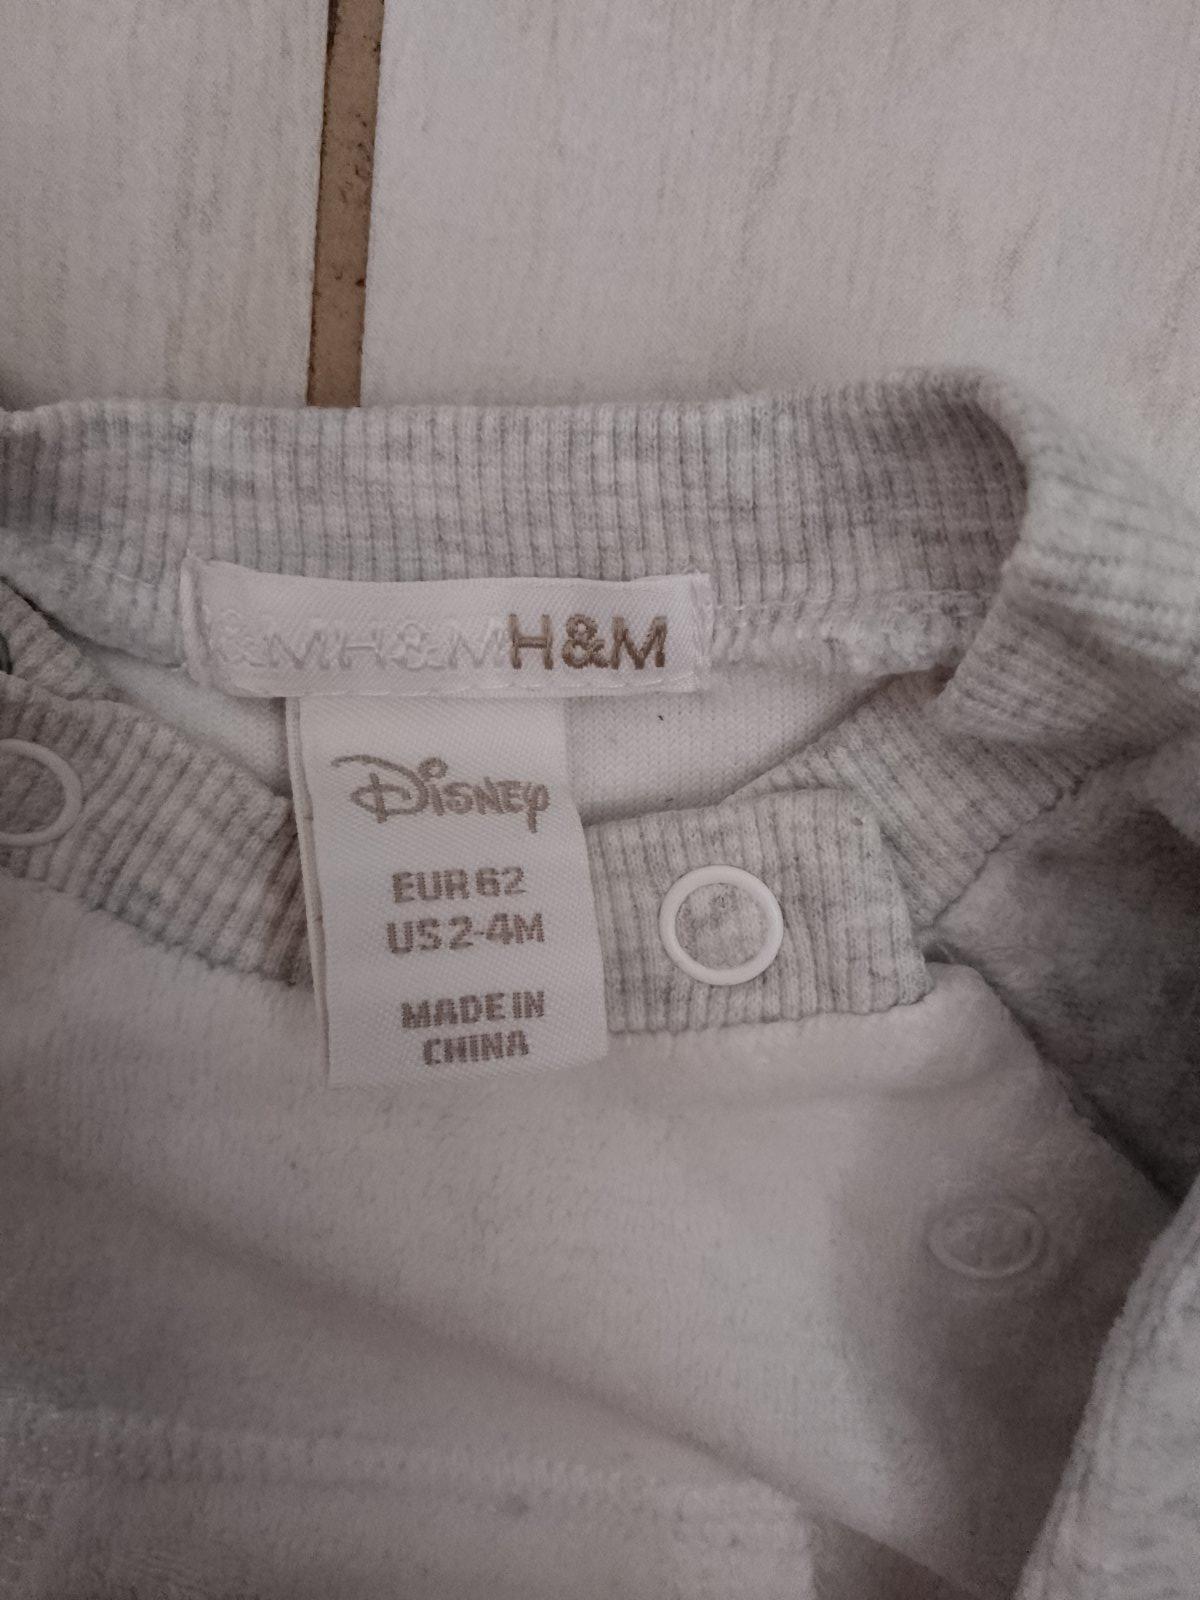 &M H&M H&M
Disney
EUR 62
US 2-4M
MADE IN
CHINA